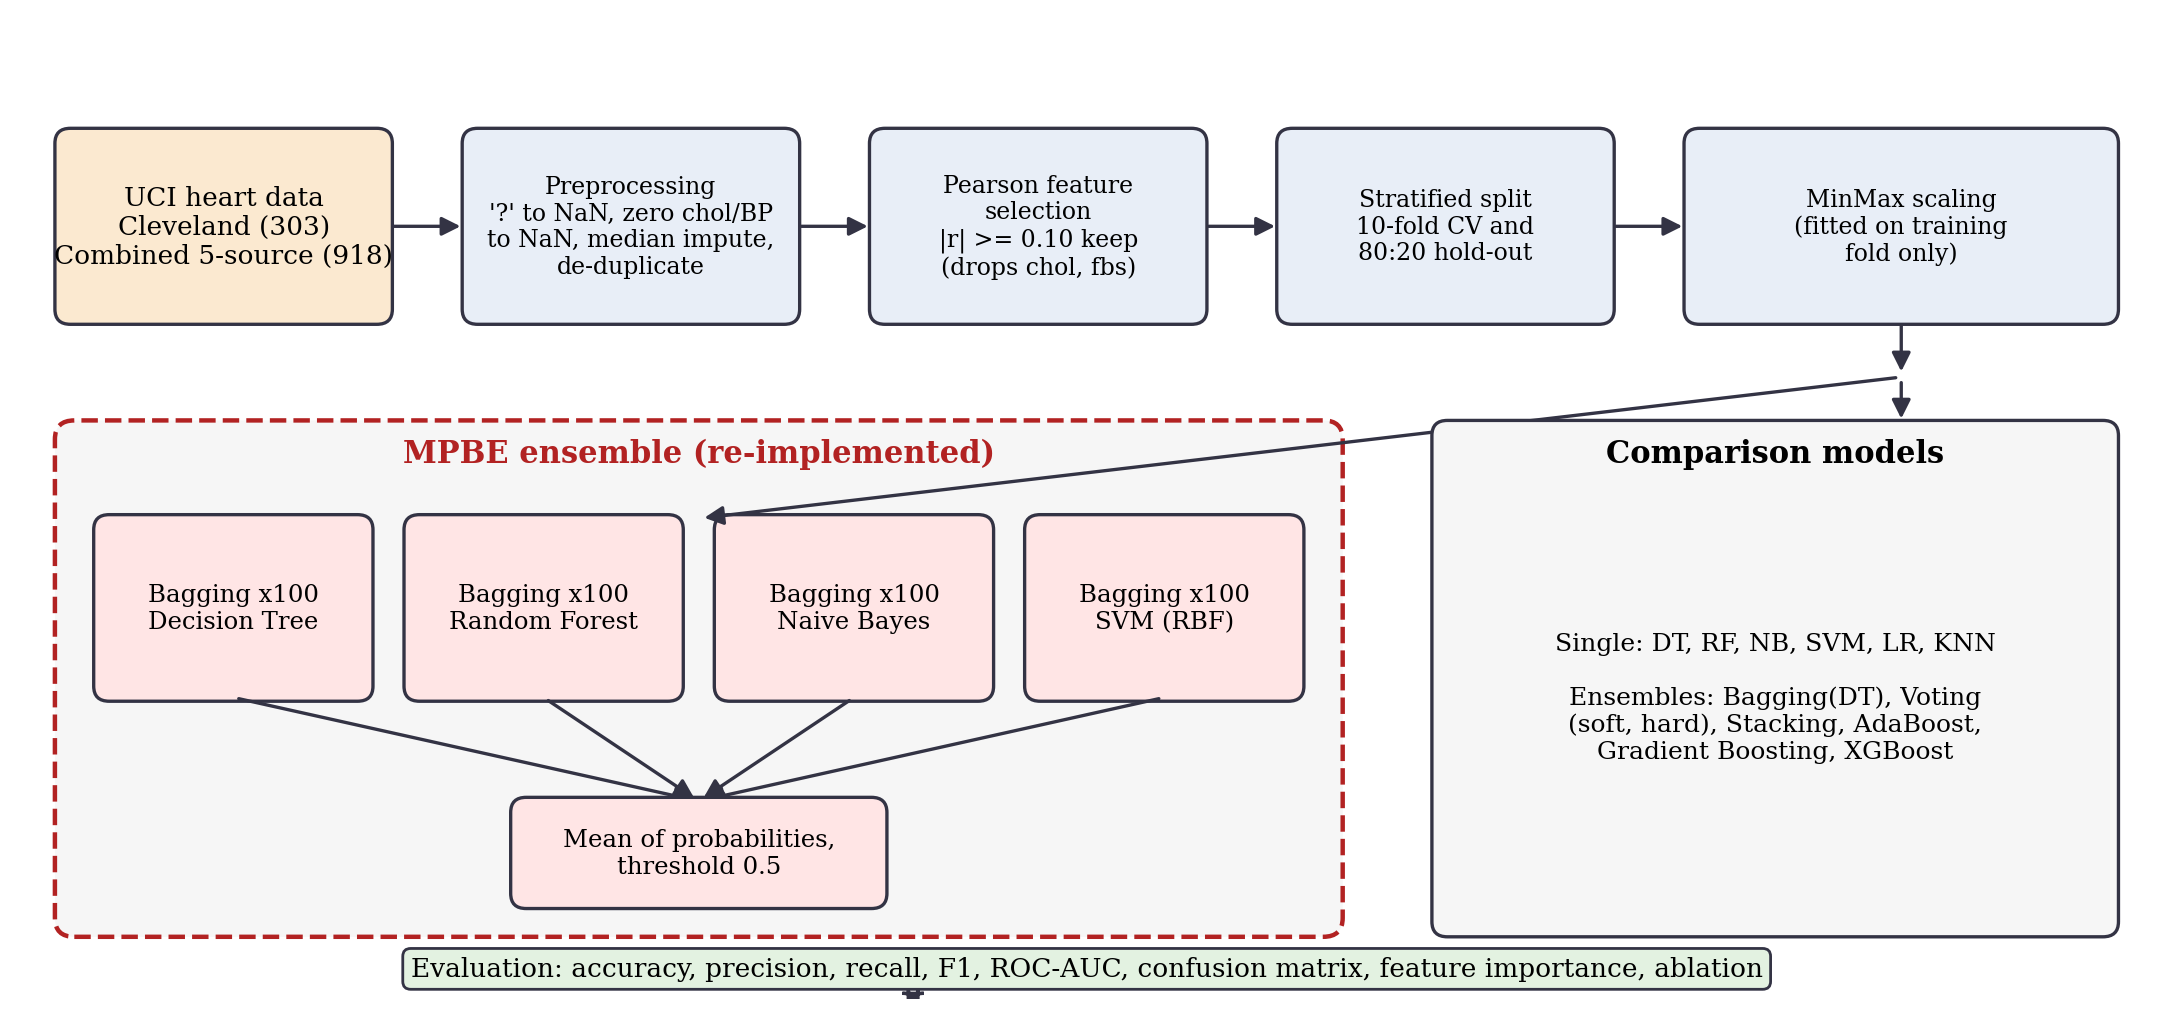 UCI heart data
Cleveland (303)
Combined 5-source (918)
Preprocessing
'?' to NaN, zero chol/BP
to NaN, median impute,
de-duplicate
Pearson feature
selection
|r| >= 0.10 keep
(drops chol, fbs)
Stratified split
10-fold CV and
80:20 hold-out
MinMax scaling
(fitted on training
fold only)
MPBE ensemble (re-implemented)
Bagging x100
Decision Tree
Bagging x100
Random Forest
Bagging x100
Naive Bayes
Bagging x100
SVM (RBF)
Mean of probabilities,
threshold 0.5
Comparison models
Single: DT, RF, NB, SVM, LR, KNN
Ensembles: Bagging(DT), Voting
(soft, hard), Stacking, AdaBoost,
Gradient Boosting, XGBoost
Evaluation: accuracy, precision, recall, F1, ROC-AUC, confusion matrix, feature importance, ablation